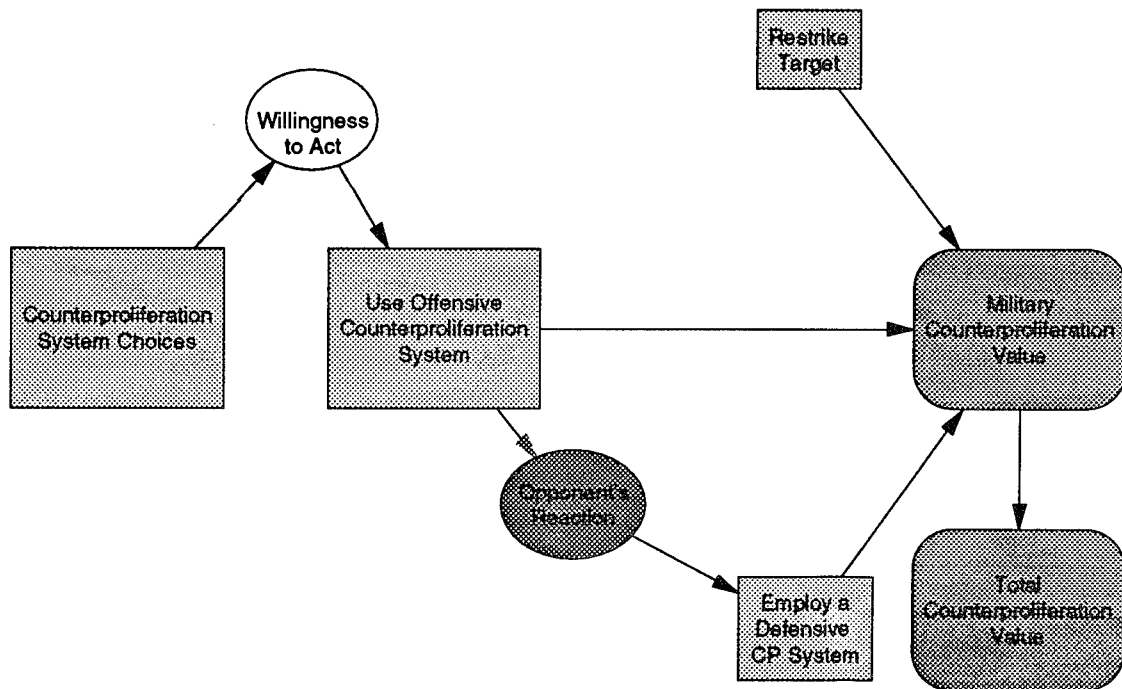 Restrike
Target
Willingness
to Act
Counterproliferation
System Choices
Use Offensive
Counterproliferation
System
Military
Counterproliferation
Value
Opponent's
Reaction
Employ a
Defensive
CP System
Total
Counterproliferation
Value